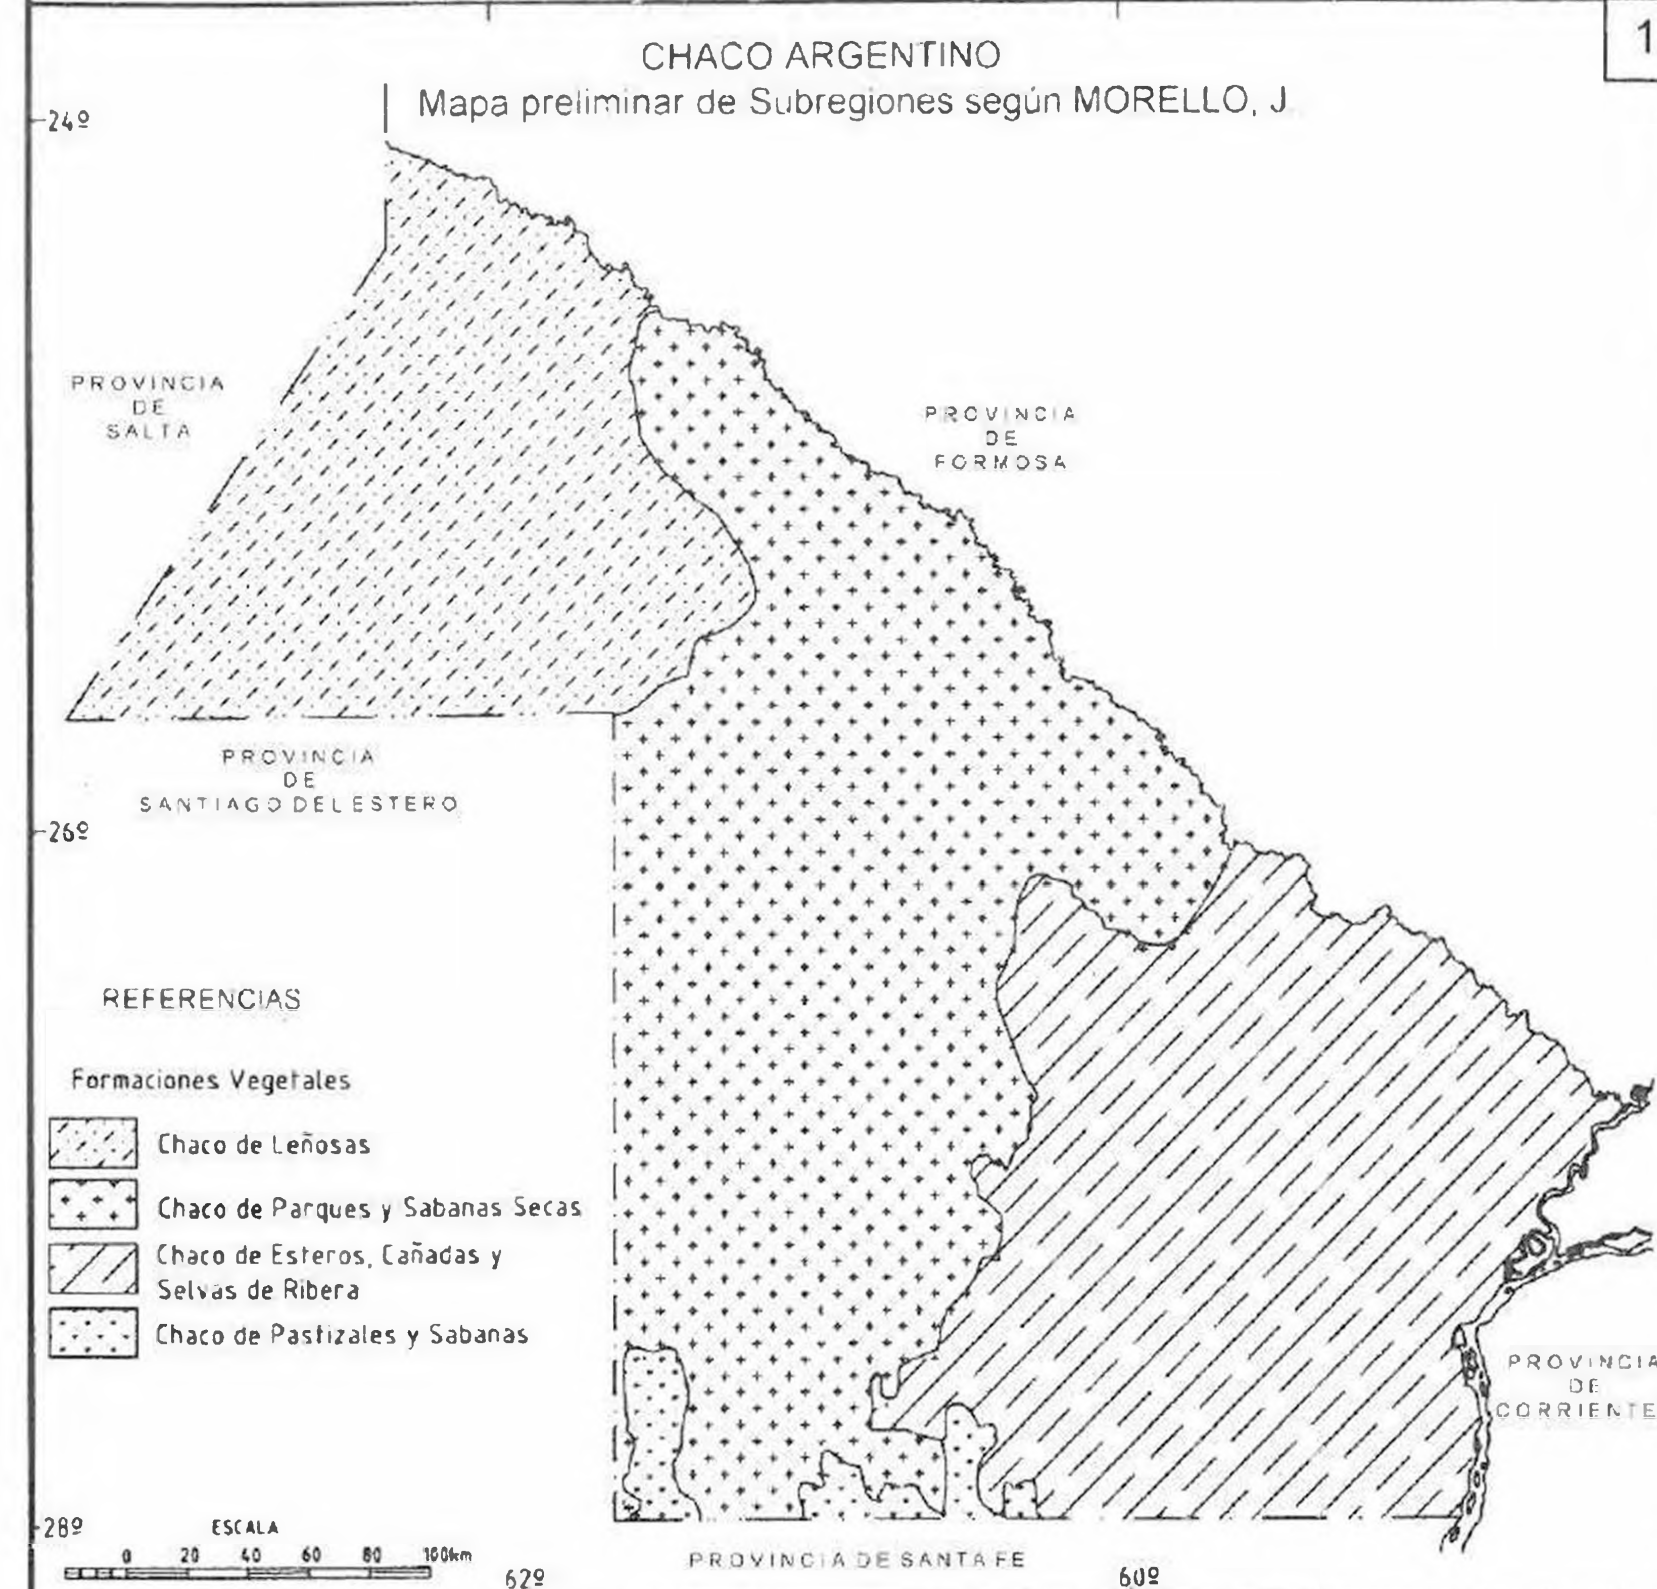 1
CHACO ARGENTINO
Mapa preliminar de Subregiones según MORELLO, J
24º
PROVINCIA
DE
SALTA
PROVINCIA
DE
FORMOSA
PROVINCIA
DE
SANTIAGO DEL ESTERO
26º
REFERENCIAS
Formaciones Vegetales
Chaco de Leñosas
Chaco de Parques y Sabanas Secas
Chaco de Esteros, Cañadas y
Selvas de Ribera
Chaco de Pastizales y Sabanas
PROVINCIA
DE
CORRIENTE
28º
ESCALA
0 20 40 60 80 100km
PROVINCIA DE SANTA FE
62º
60º